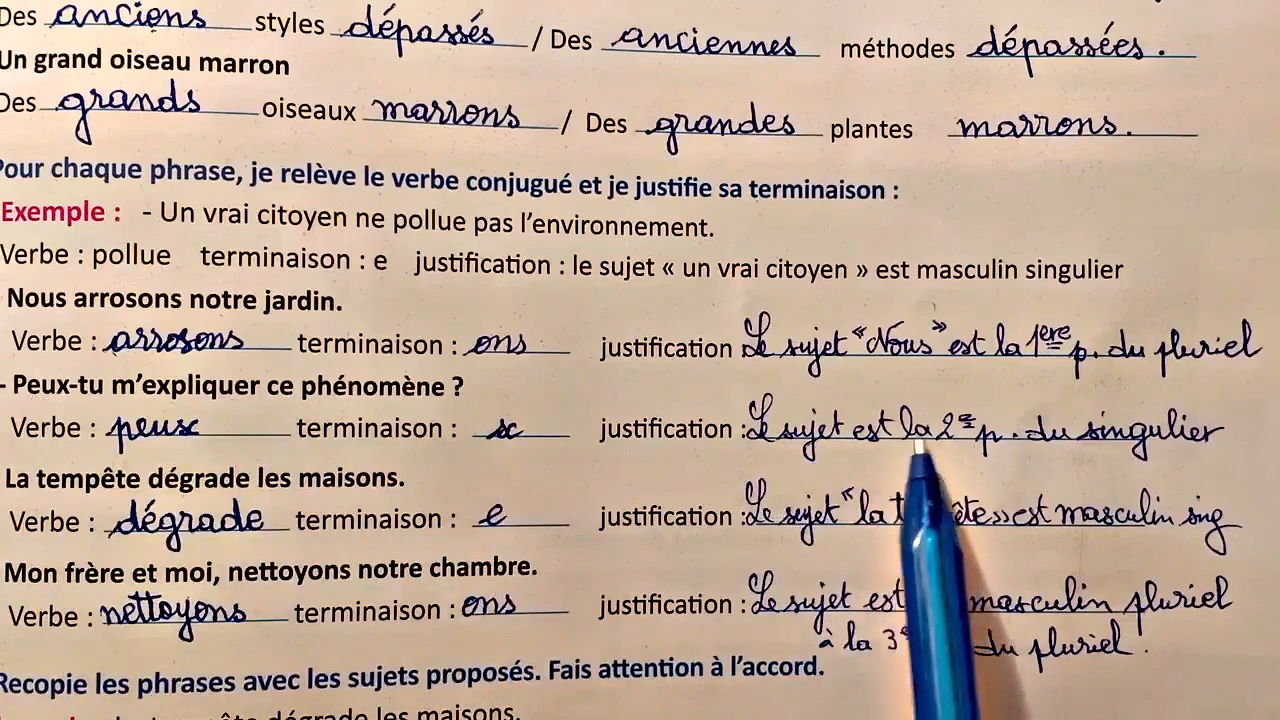 Des anciens styles dépassés / Des anciennes méthodes dépassées.
Un grand oiseau marron
Des grands oiseaux marrons / Des grandes plantes marrons.
Pour chaque phrase, je relève le verbe conjugué et je justifie sa terminaison :
Exemple : - Un vrai citoyen ne pollue pas l'environnement.
Verbe : pollue terminaison : e justification : le sujet « un vrai citoyen » est masculin singulier
Nous arrosons notre jardin.
Verbe : arrosons terminaison : ons justification : Le sujet "Nous" est la 1ere p. du pluriel
- Peux-tu m'expliquer ce phénomène ?
Verbe : peux terminaison : x justification : Le sujet est la 2e p. du singulier
La tempête dégrade les maisons.
Verbe : dégrade terminaison : e justification : Le sujet "la est masculin sing
Mon frère et moi, nettoyons notre chambre.
Verbe : nettoyons terminaison : ons justification : Le sujet est masculin pluriel
à la 3e du pluriel.
Recopie les phrases avec les sujets proposés. Fais attention à l'accord.
dégrade les maisons.